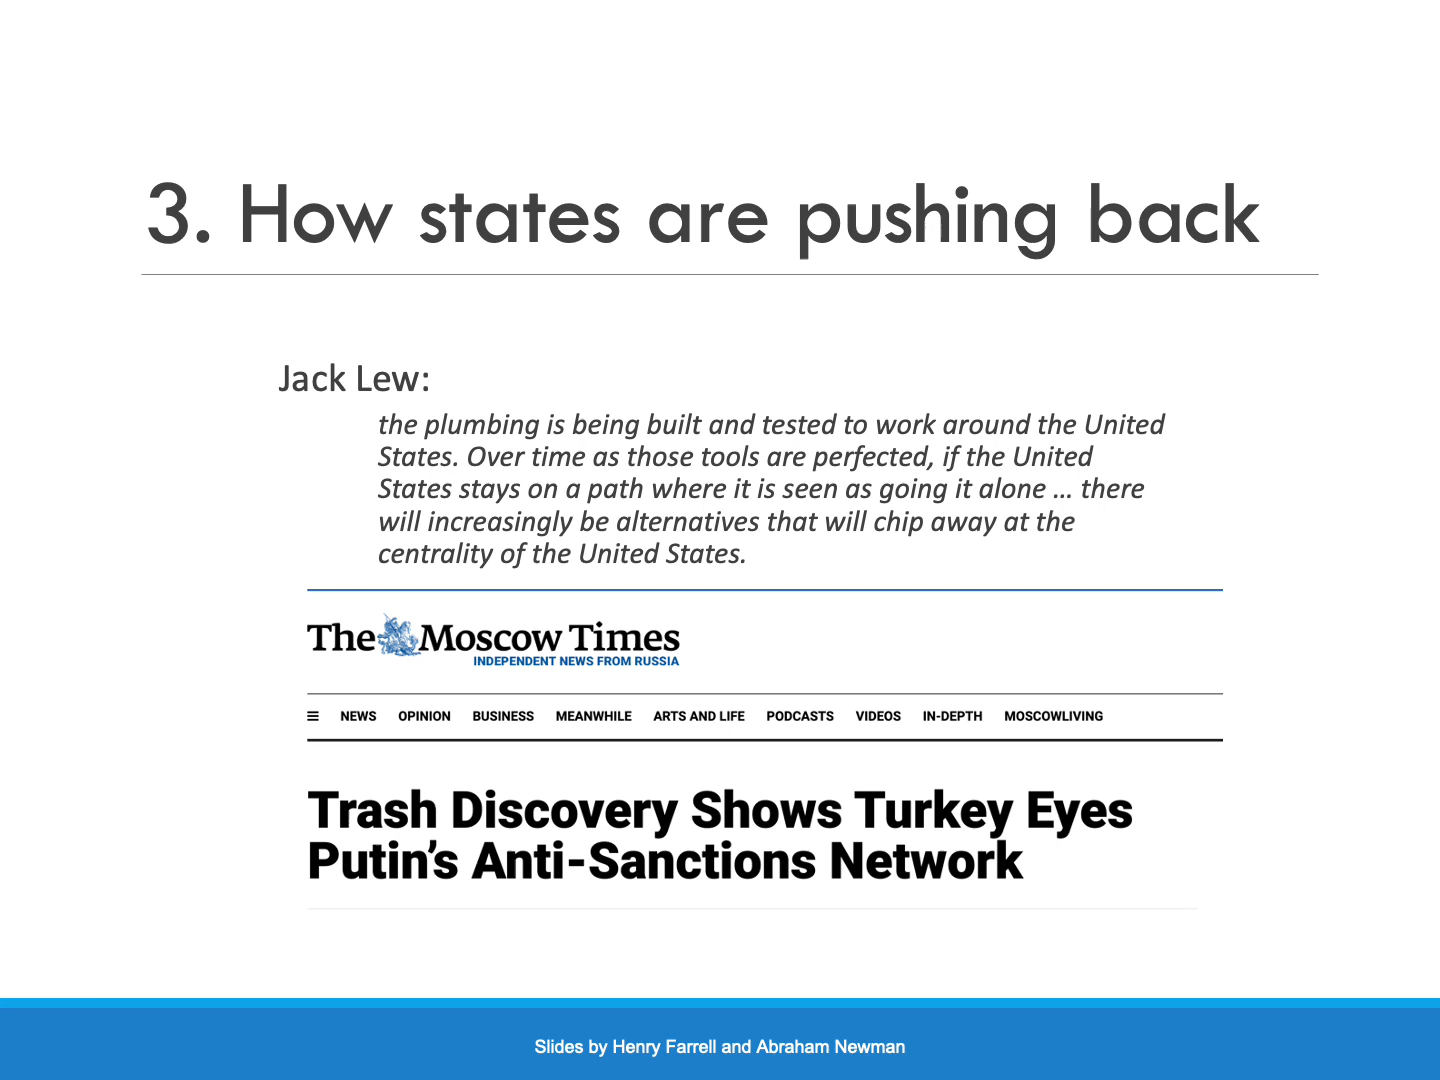 3. How states are pushing back
Jack Lew:
the plumbing is being built and tested to work around the United
States. Over time as those tools are perfected, if the United
States stays on a path where it is seen as going it alone … there
will increasingly be alternatives that will chip away at the
centrality of the United States.
The Moscow Times
INDEPENDENT NEWS FROM RUSSIA
NEWS OPINION BUSINESS MEANWHILE ARTS AND LIFE PODCASTS VIDEOS IN-DEPTH MOSCOWLIVING
Trash Discovery Shows Turkey Eyes
Putin’s Anti-Sanctions Network
Slides by Henry Farrell and Abraham Newman